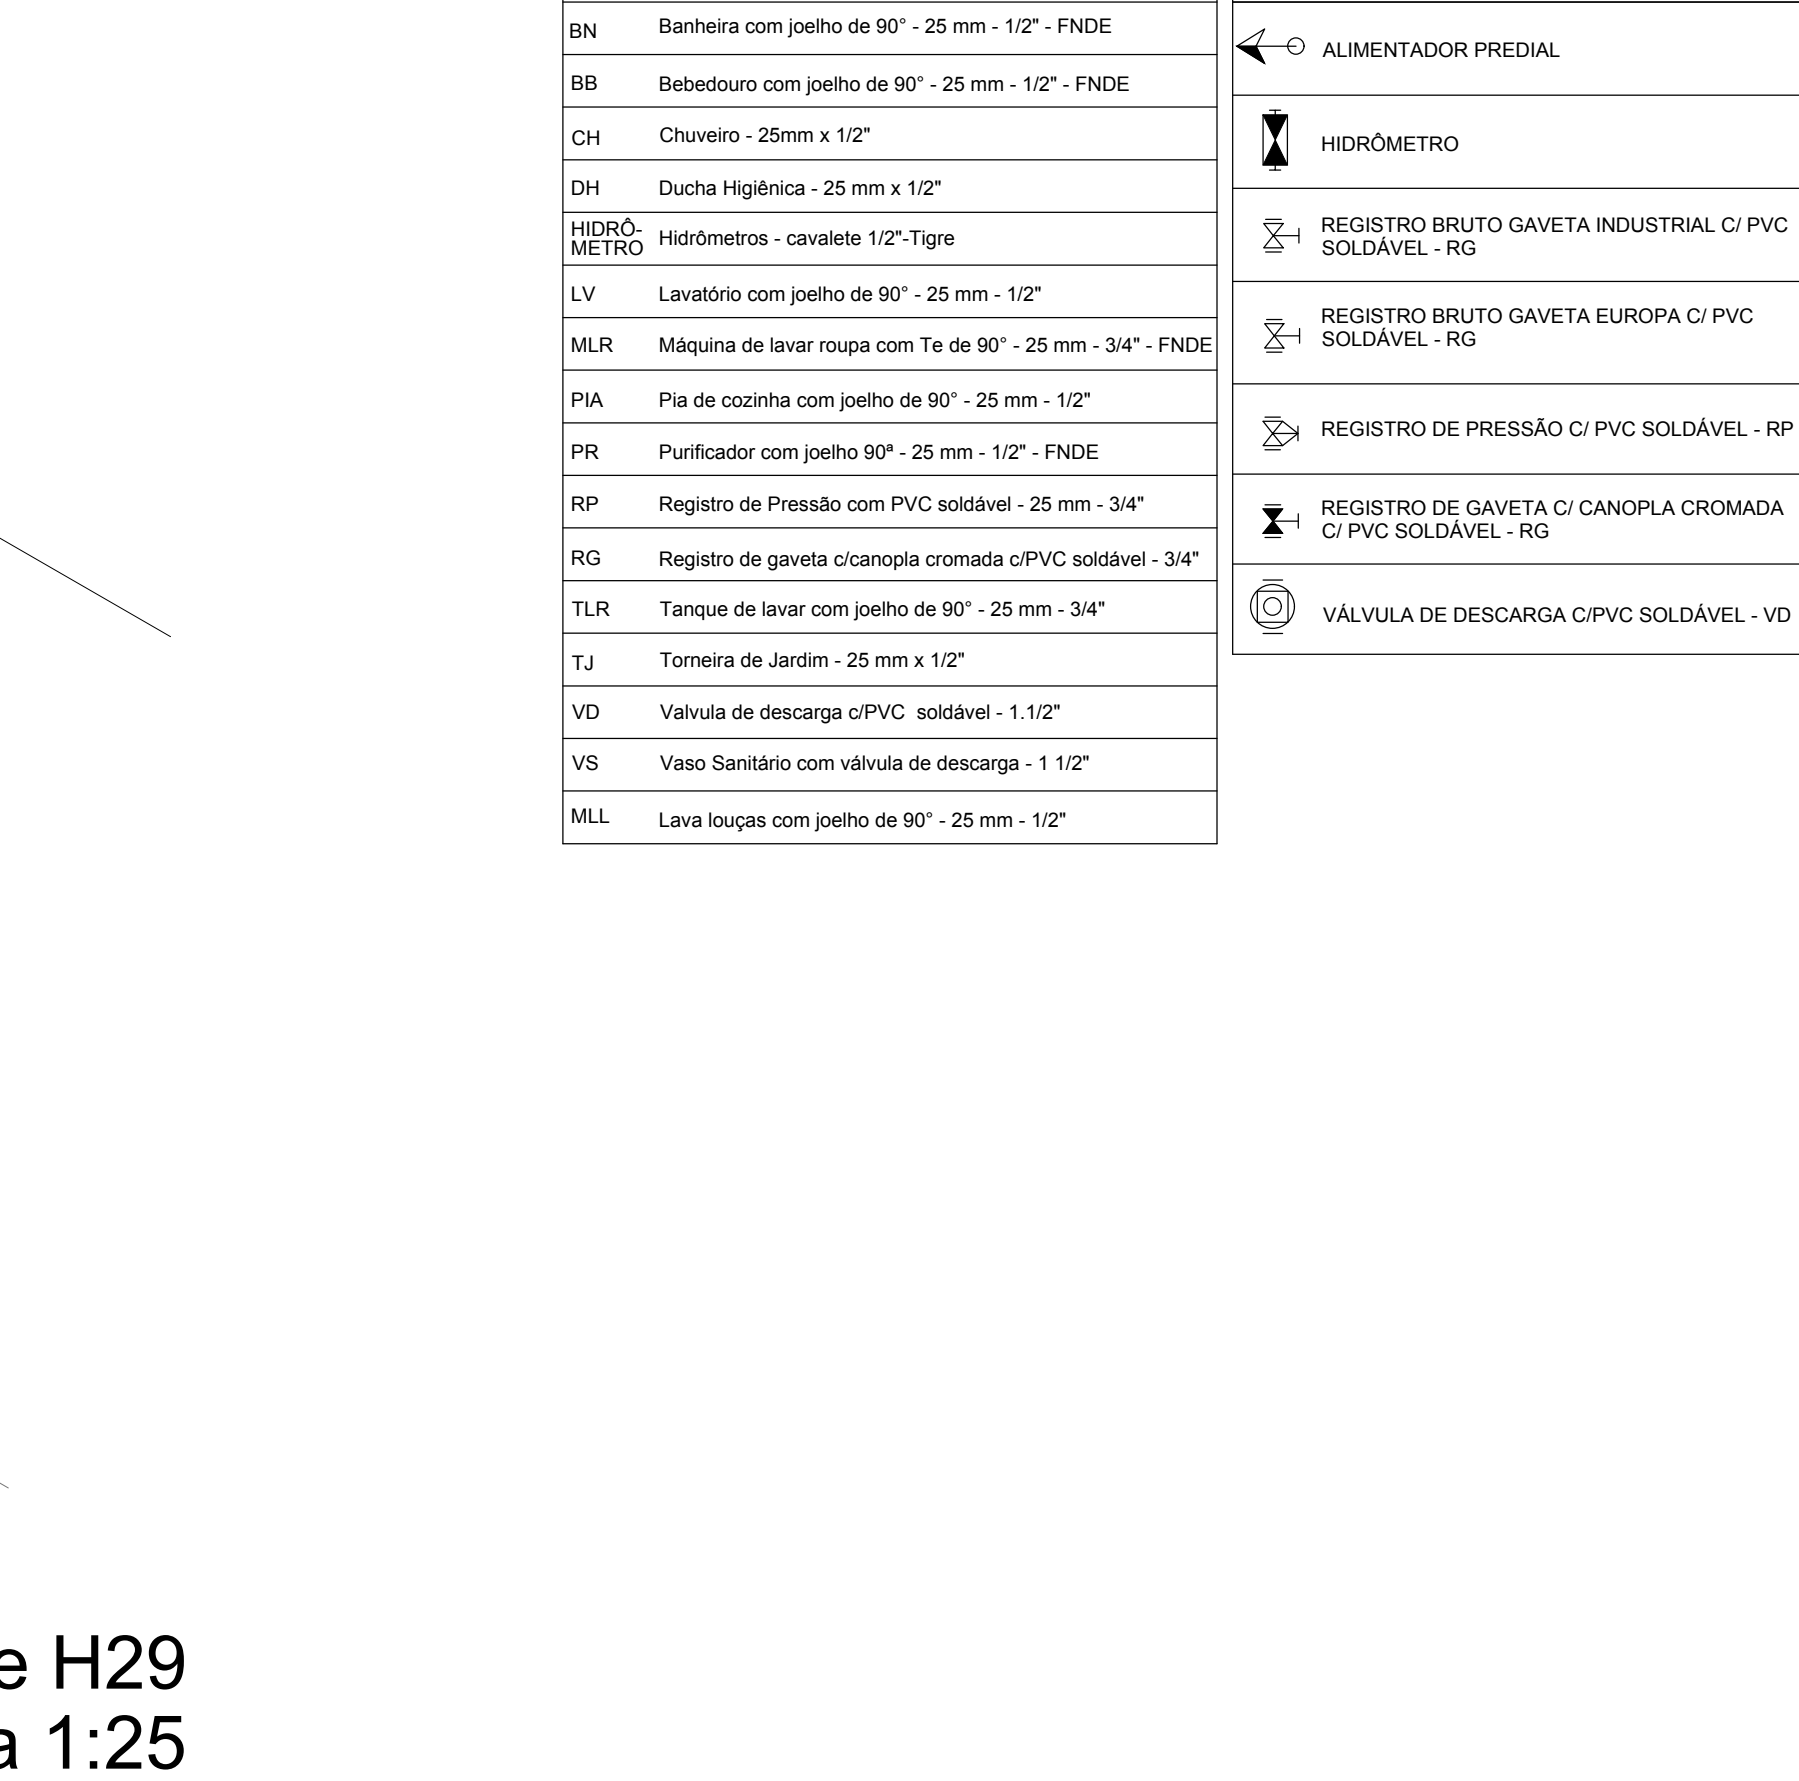 BN Banheira com joelho de 90° - 25 mm - 1/2" - FNDE
BB Bebedouro com joelho de 90° - 25 mm - 1/2" - FNDE
CH Chuveiro - 25mm x 1/2"
DH Ducha Higiênica - 25 mm x 1/2"
HIDRÔ-
METRO Hidrômetros - cavalete 1/2"-Tigre
LV Lavatório com joelho de 90° - 25 mm - 1/2"
MLR Máquina de lavar roupa com Te de 90° - 25 mm - 3/4" - FNDE
PIA Pia de cozinha com joelho de 90° - 25 mm - 1/2"
PR Purificador com joelho 90ª - 25 mm - 1/2" - FNDE
RP Registro de Pressão com PVC soldável - 25 mm - 3/4"
RG Registro de gaveta c/canopla cromada c/PVC soldável - 3/4"
TLR Tanque de lavar com joelho de 90° - 25 mm - 3/4"
TJ Torneira de Jardim - 25 mm x 1/2"
VD Valvula de descarga c/PVC soldável - 1.1/2"
VS Vaso Sanitário com válvula de descarga - 1 1/2"
MLL Lava louças com joelho de 90° - 25 mm - 1/2"
ALIMENTADOR PREDIAL
HIDRÔMETRO
REGISTRO BRUTO GAVETA INDUSTRIAL C/ PVC
SOLDÁVEL - RG
REGISTRO BRUTO GAVETA EUROPA C/ PVC
SOLDÁVEL - RG
REGISTRO DE PRESSÃO C/ PVC SOLDÁVEL - RP
REGISTRO DE GAVETA C/ CANOPLA CROMADA
C/ PVC SOLDÁVEL - RG
VÁLVULA DE DESCARGA C/PVC SOLDÁVEL - VD
e H29
a 1:25